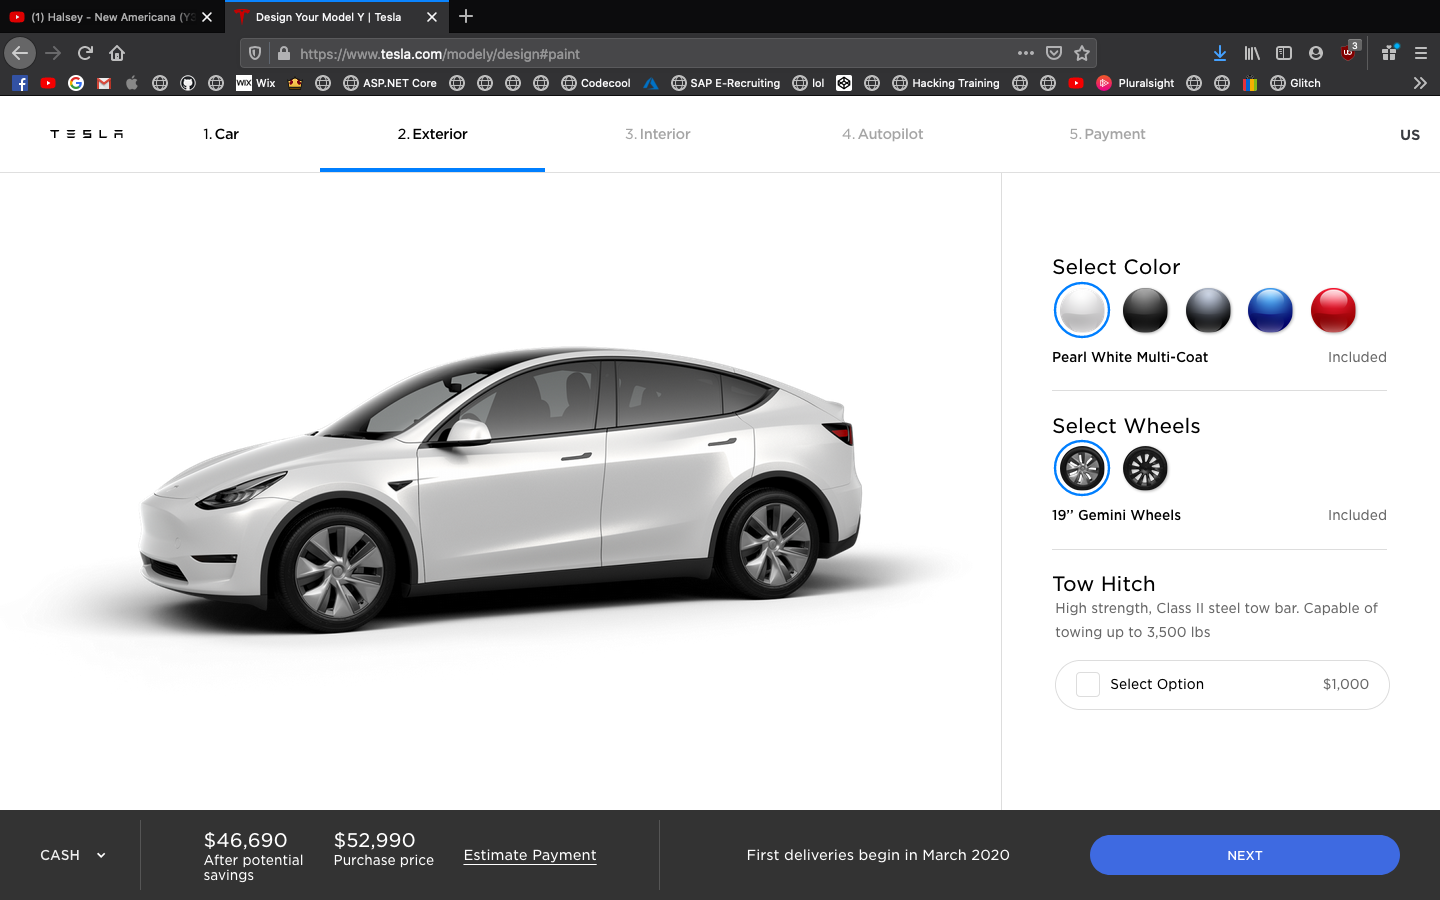 (1) Halsey - New Americana (Y3
Design Your Model Y | Tesla
https://www.tesla.com/modely/design#paint
3
Wix Wix
ASP.NET Core
Codecool
SAP E-Recruiting
lol
Hacking Training
Pluralsight
Glitch
TESLA
1. Car
2. Exterior
3. Interior
4. Autopilot
5. Payment
US
Select Color
Pearl White Multi-Coat Included
Select Wheels
19’’ Gemini Wheels Included
Tow Hitch
High strength, Class II steel tow bar. Capable of
towing up to 3,500 lbs
Select Option $1,000
CASH
$46,690
After potential
savings
$52,990
Purchase price
Estimate Payment
First deliveries begin in March 2020
NEXT